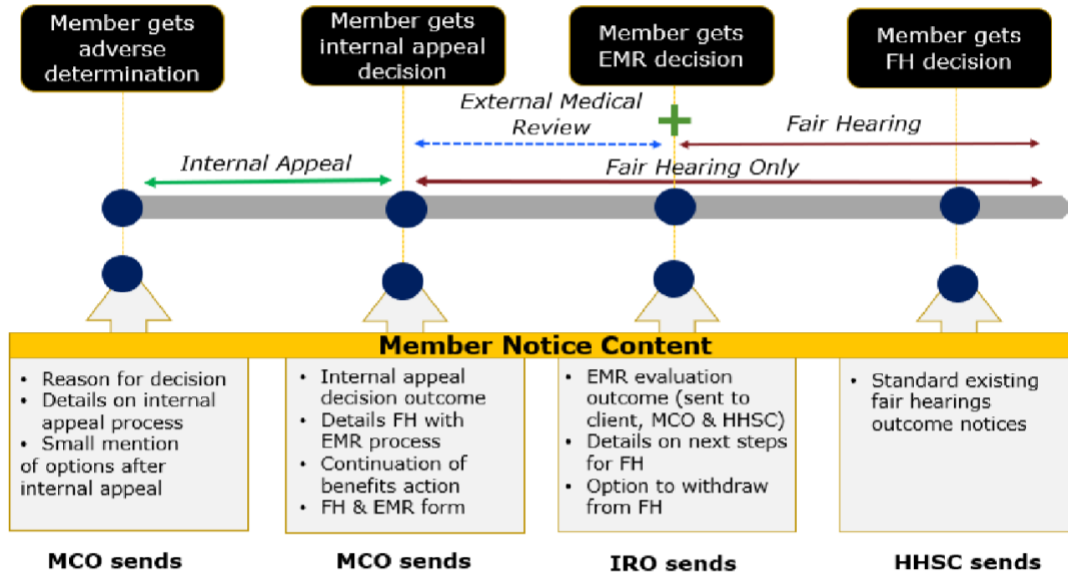 Member gets
adverse
determination
Member gets
internal appeal
decision
Member gets
EMR decision
Member gets
FH decision
External Medical
Review
Fair Hearing
Internal Appeal
Fair Hearing Only
Member Notice Content
• Reason for decision
• Details on internal
appeal process
• Small mention
of options after
internal appeal
• Internal appeal
decision outcome
• Details FH with
EMR process
• Continuation of
benefits action
• FH & EMR form
• EMR evaluation
outcome (sent to
client, MCO & HHSC)
• Details on next steps
for FH
• Option to withdraw
from FH
• Standard existing
fair hearings
outcome notices
MCO sends
MCO sends
IRO sends
HHSC sends